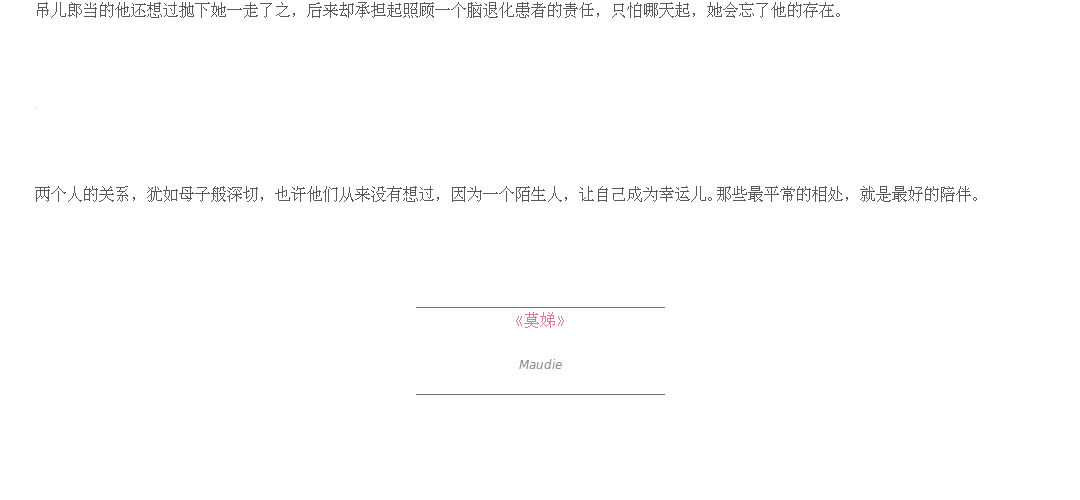 吊儿郎当的他还想过抛下她一走了之，后来却承担起照顾一个脑退化患者的责任，只怕哪天起，她会忘了他的存在。
两个人的关系，犹如母子般深切，也许他们从来没有想过，因为一个陌生人，让自己成为幸运儿。那些最平常的相处，就是最好的陪伴。
《莫娣》
Maudie